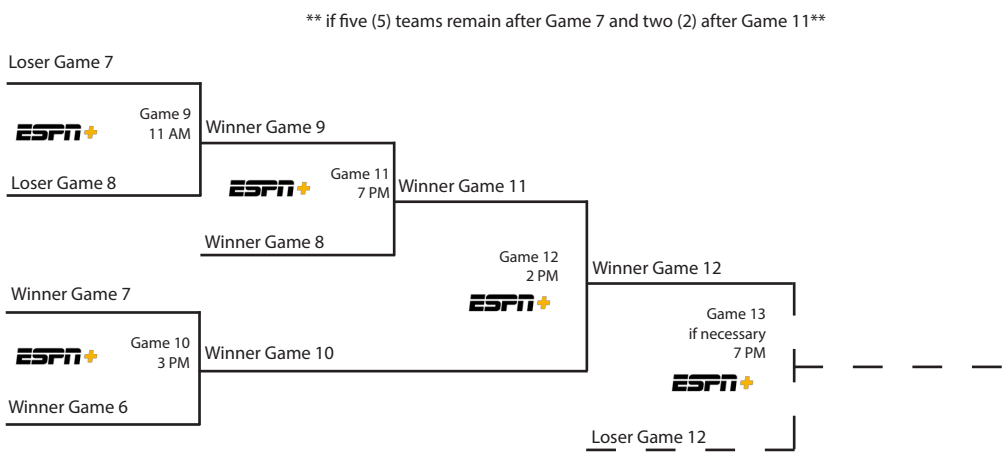 ** if five (5) teams remain after Game 7 and two (2) after Game 11**
Loser Game 7
ESPN+
Game 9
11 AM
Loser Game 8
Winner Game 9
ESPN+
Game 11
7 PM
Winner Game 8
Winner Game 11
Winner Game 7
ESPN+
Game 10
3 PM
Winner Game 6
Winner Game 10
Game 12
2 PM
ESPN+
Winner Game 12
Game 13
if necessary
7 PM
ESPN+
Loser Game 12